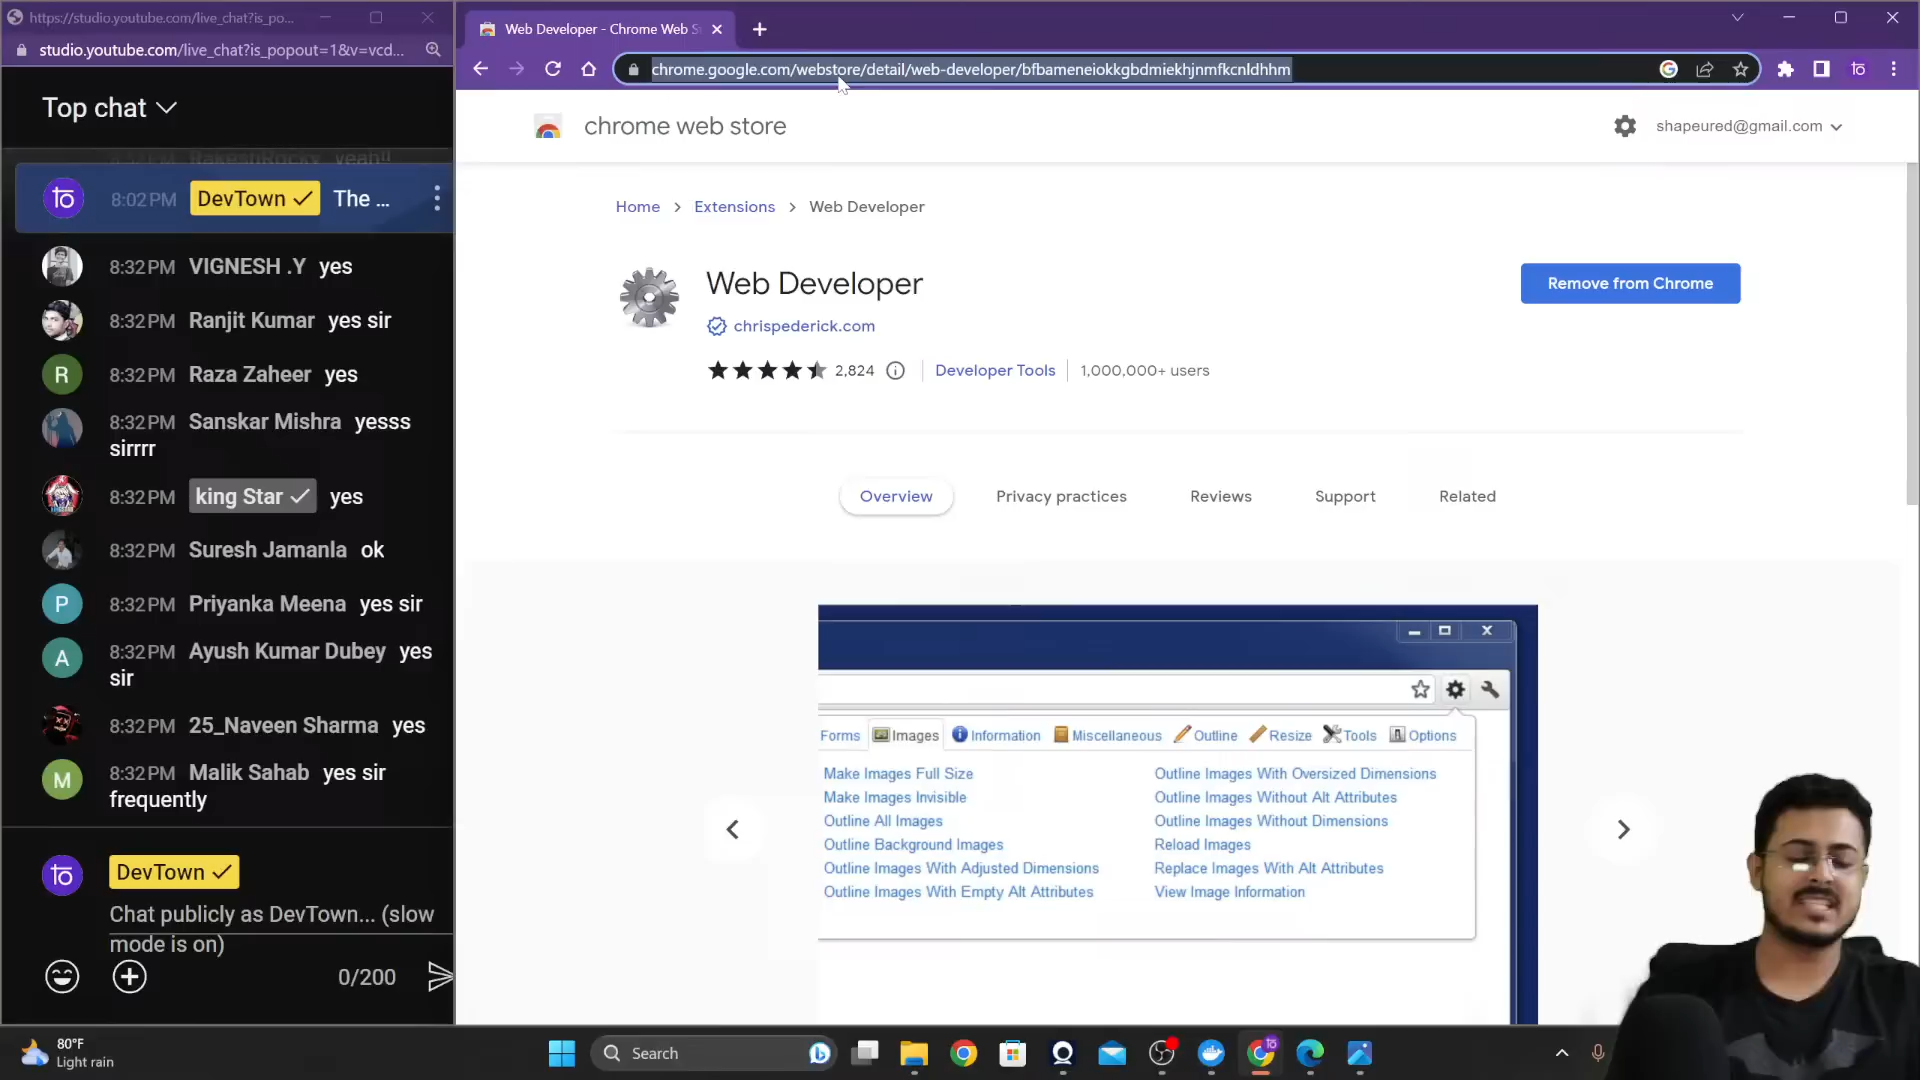 https://studio.youtube.com/live_chat?is_po...
studio.youtube.com/live_chat?is_popout=1&v=vcd...
Top chat
RakeshRocky yeah!!
8:02 PM DevTown The ...
8:32 PM VIGNESH .Y yes
8:32 PM Ranjit Kumar yes sir
R 8:32 PM Raza Zaheer yes
8:32 PM Sanskar Mishra yesss
sirrrr
8:32 PM king Star yes
8:32 PM Suresh Jamanla ok
P 8:32 PM Priyanka Meena yes sir
A 8:32 PM Ayush Kumar Dubey yes
sir
8:32 PM 25_Naveen Sharma yes
M 8:32 PM Malik Sahab yes sir
frequently
DevTown
Chat publicly as DevTown... (slow
mode is on)
0/200
Web Developer - Chrome Web S
chrome.google.com/webstore/detail/web-developer/bfbameneiokkgbdmiekhjnmfkcnldhhm
chrome web store
shapeured@gmail.com
Home > Extensions > Web Developer
Web Developer
Remove from Chrome
chrispederick.com
2,824 Developer Tools 1,000,000+ users
Overview Privacy practices Reviews Support Related
Forms Images Information Miscellaneous Outline Resize Tools Options
Make Images Full Size Outline Images With Oversized Dimensions
Make Images Invisible Outline Images Without Alt Attributes
Outline All Images Outline Images Without Dimensions
Outline Background Images Reload Images
Outline Images With Adjusted Dimensions Replace Images With Alt Attributes
Outline Images With Empty Alt Attributes View Image Information
80°F
Light rain
Search